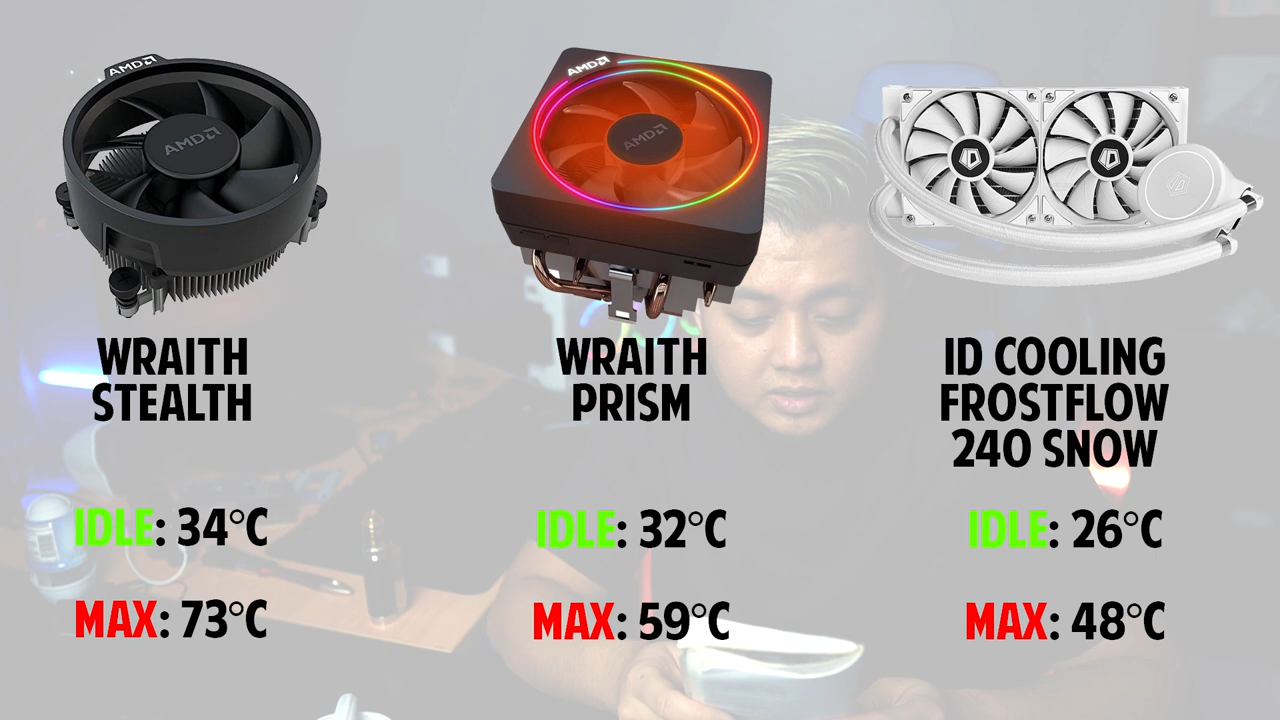 AMD
AMD
WRAITH
STEALTH
IDLE: 34°C
MAX: 73°C
AMD
AMD
WRAITH
PRISM
IDLE: 32°C
MAX: 59°C
ID
ID COOLING
FROSTFLOW
240 SNOW
IDLE: 26°C
MAX: 48°C